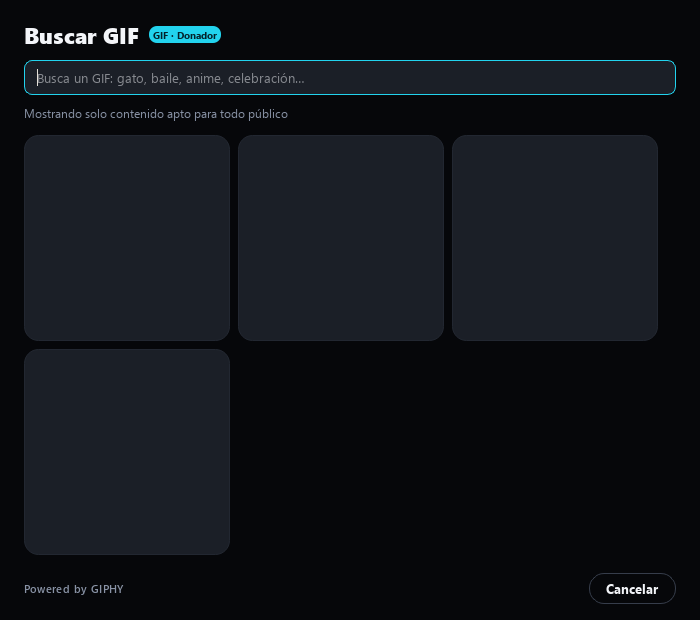 Buscar GIF GIF · Donador
Busca un GIF: gato, baile, anime, celebración...
Mostrando solo contenido apto para todo público
Powered by GIPHY
Cancelar